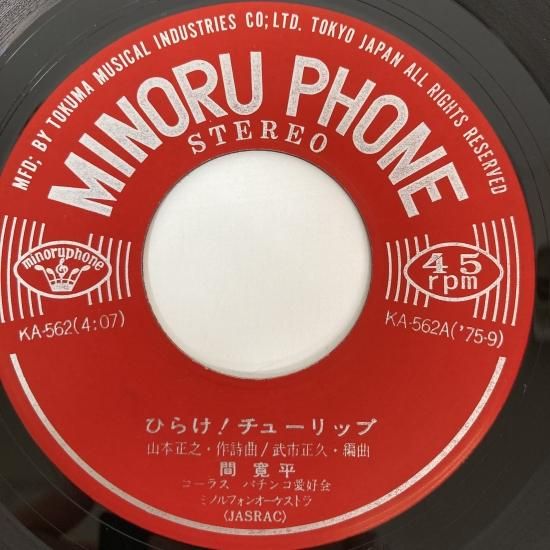 MFD; BY TOKUMA MUSICAL INDUSTRIES CO;LTD. TOKYO JAPAN ALL RIGHTS RESERVED
MINORU PHONE
STEREO
minoruphone
45
rpm
KA-562(4:07)
KA-562A('75-9)
ひらけ!チューリップ
山本正之・作詩曲/武市正久・編曲
間 寛平
コーラス パチンコ愛好会
ミノルフォンオーケストラ
(JASRAC)